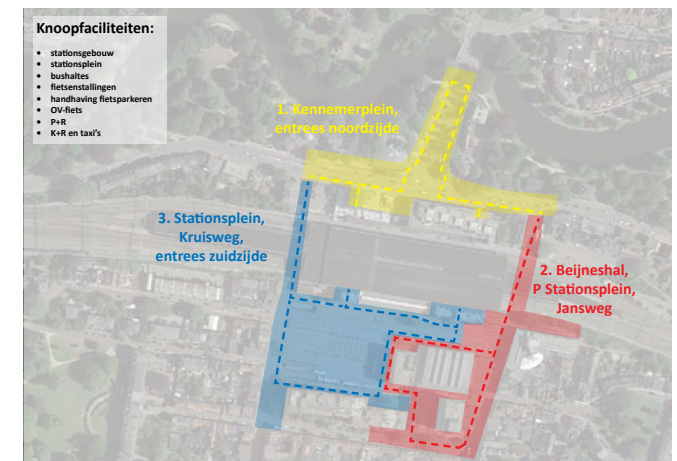 Knoopfaciliteiten:
• stationsgebouw
• stationsplein
• bushaltes
• fietsenstallingen
• handhaving fietsparkeren
• OV-fiets
• P+R
• K+R en taxi's
1. Kennemerplein,
entrees noordzijde
3. Stationsplein,
Kruisweg,
entrees zuidzijde
2. Beijneshal,
P Stationsplein,
Jansweg